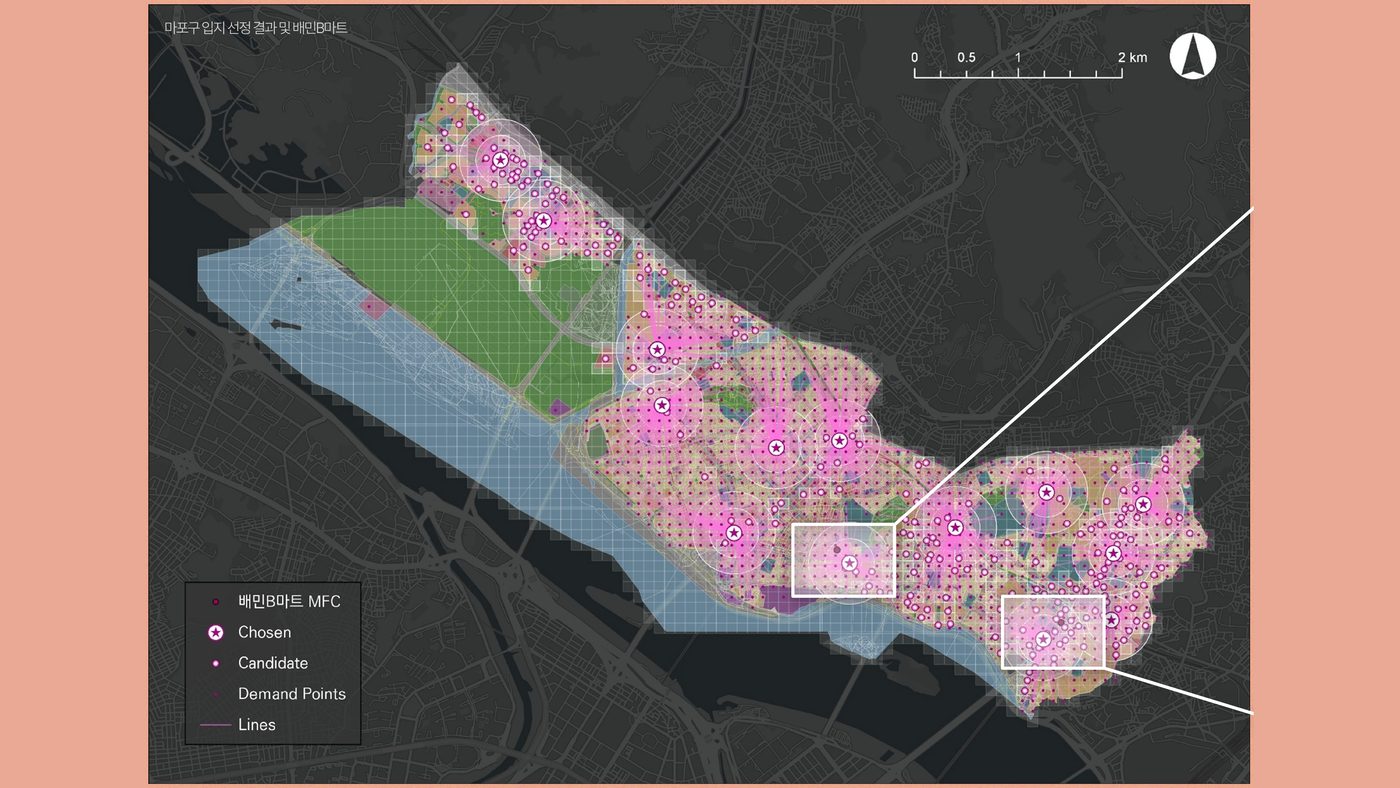 마포구 입지 선정 결과 및 배민B마트
0 0.5 1 2 km
배민B마트 MFC
Chosen
Candidate
Demand Points
Lines